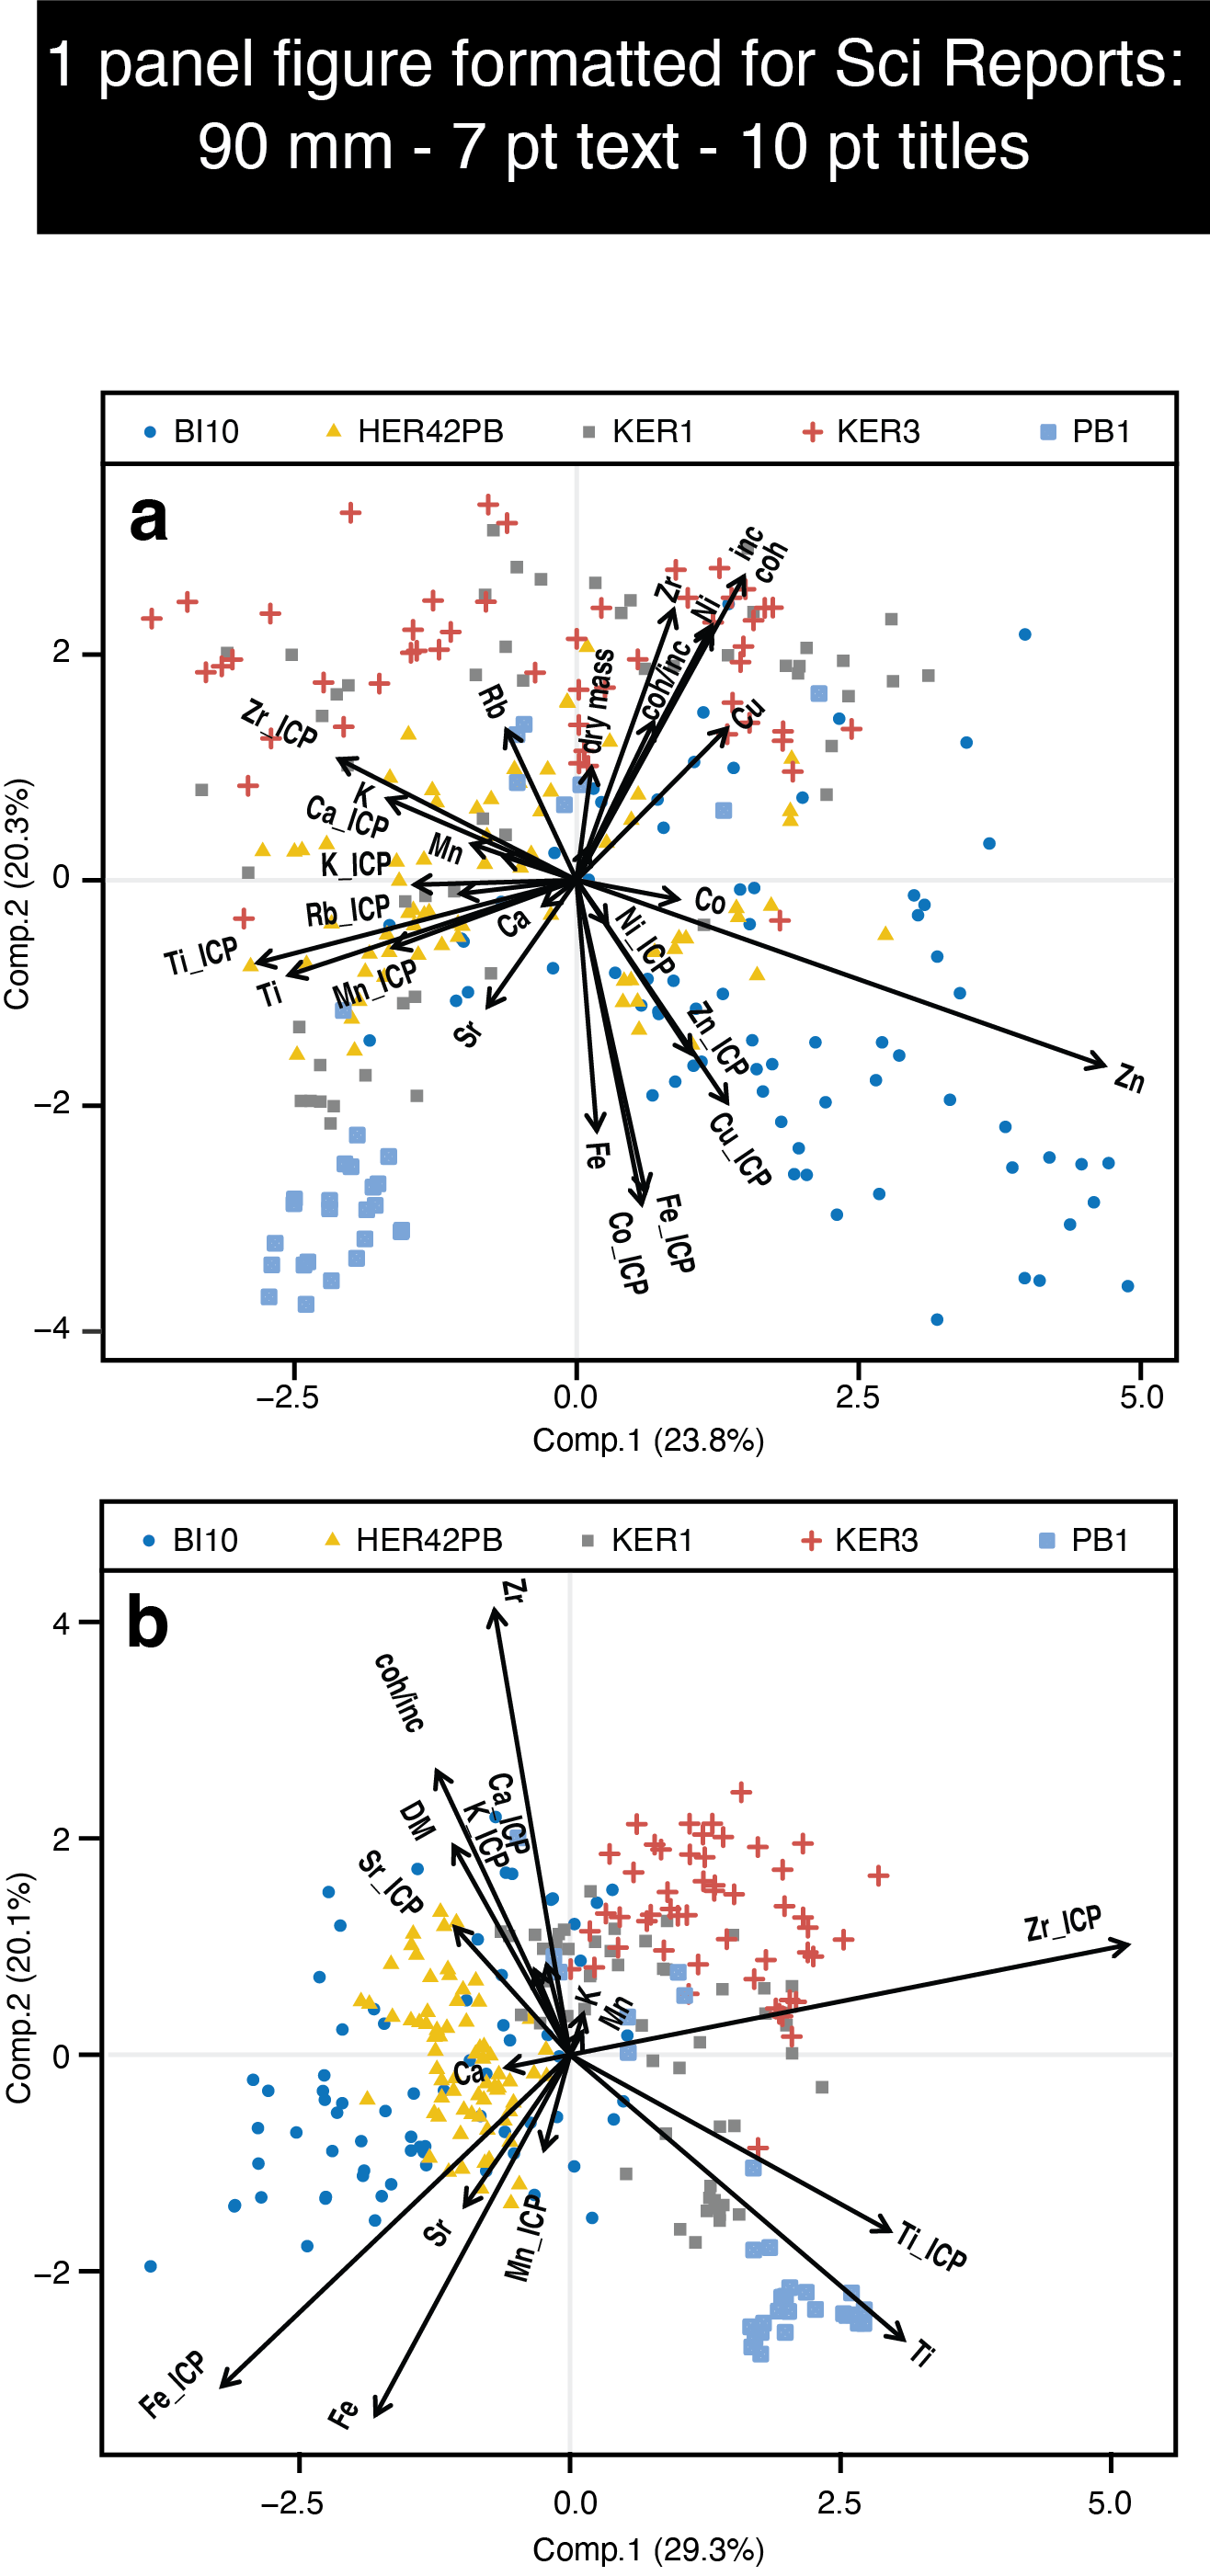 1 panel figure formatted for Sci Reports:
90 mm - 7 pt text - 10 pt titles
BI10 HER42PB KER1 KER3 PB1
a
inc
coh
Zr
Ni
coh/inc
dry mass
Rb
Cu
Zr_ICP
K
Ca_ICP
Mn
K_ICP
Rb_ICP
Ca
Co
Ni_ICP
Ti_ICP
Ti
Mn_ICP
Sr
Zn_ICP
Zn
Cu_ICP
Fe
Fe_ICP
Co_ICP
2
0
−2
−4
Comp.2 (20.3%)
−2.5 0.0 2.5 5.0
Comp.1 (23.8%)
BI10 HER42PB KER1 KER3 PB1
b
Zr
coh/inc
Ca_ICP
K_ICP
DM
Sr_ICP
Zr_ICP
K
Mn
Ca
Sr
Mn_ICP
Ti_ICP
Ti
Fe_ICP
Fe
4
2
0
−2
Comp.2 (20.1%)
−2.5 0.0 2.5 5.0
Comp.1 (29.3%)